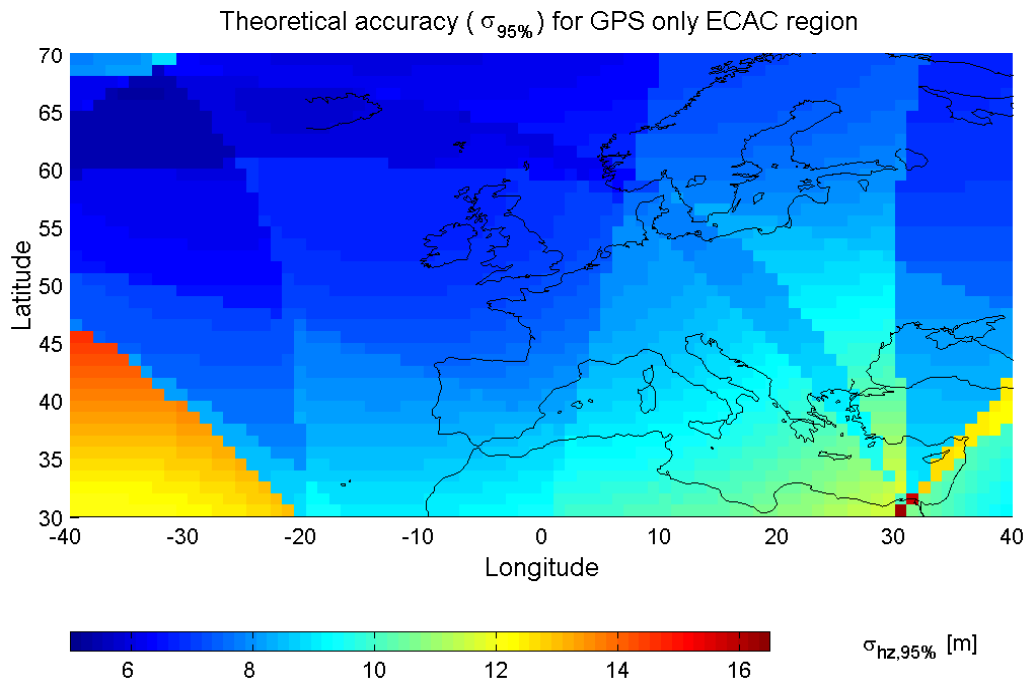 Theoretical accuracy ( σ95% ) for GPS only ECAC region
70
65
60
55
50
45
40
35
30
Latitude
-40 -30 -20 -10 0 10 20 30 40
Longitude
6 8 10 12 14 16
σhz,95% [m]